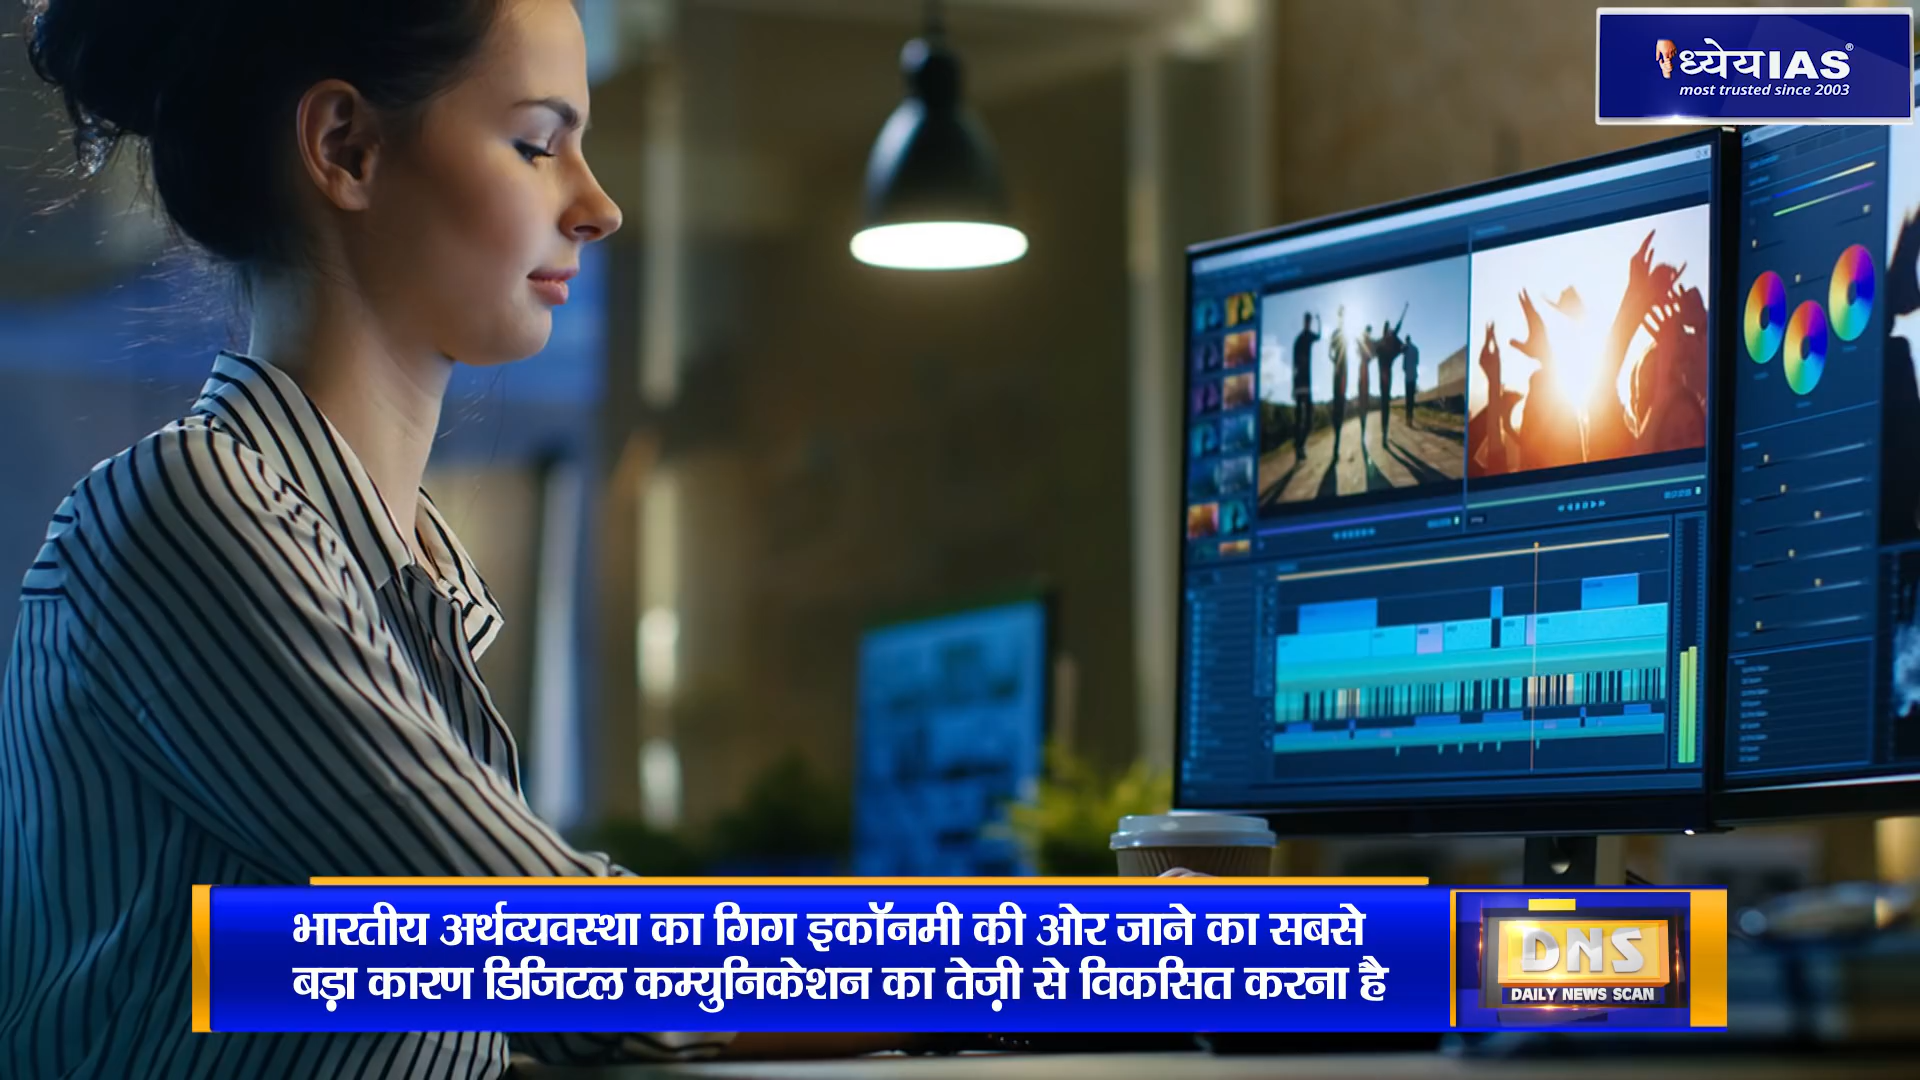 ध्येय IAS®
most trusted since 2003
भारतीय अर्थव्यवस्था का गिग इकॉनमी की ओर जाने का सबसे
बड़ा कारण डिजिटल कम्युनिकेशन का तेज़ी से विकसित करना है
DNS
DAILY NEWS SCAN